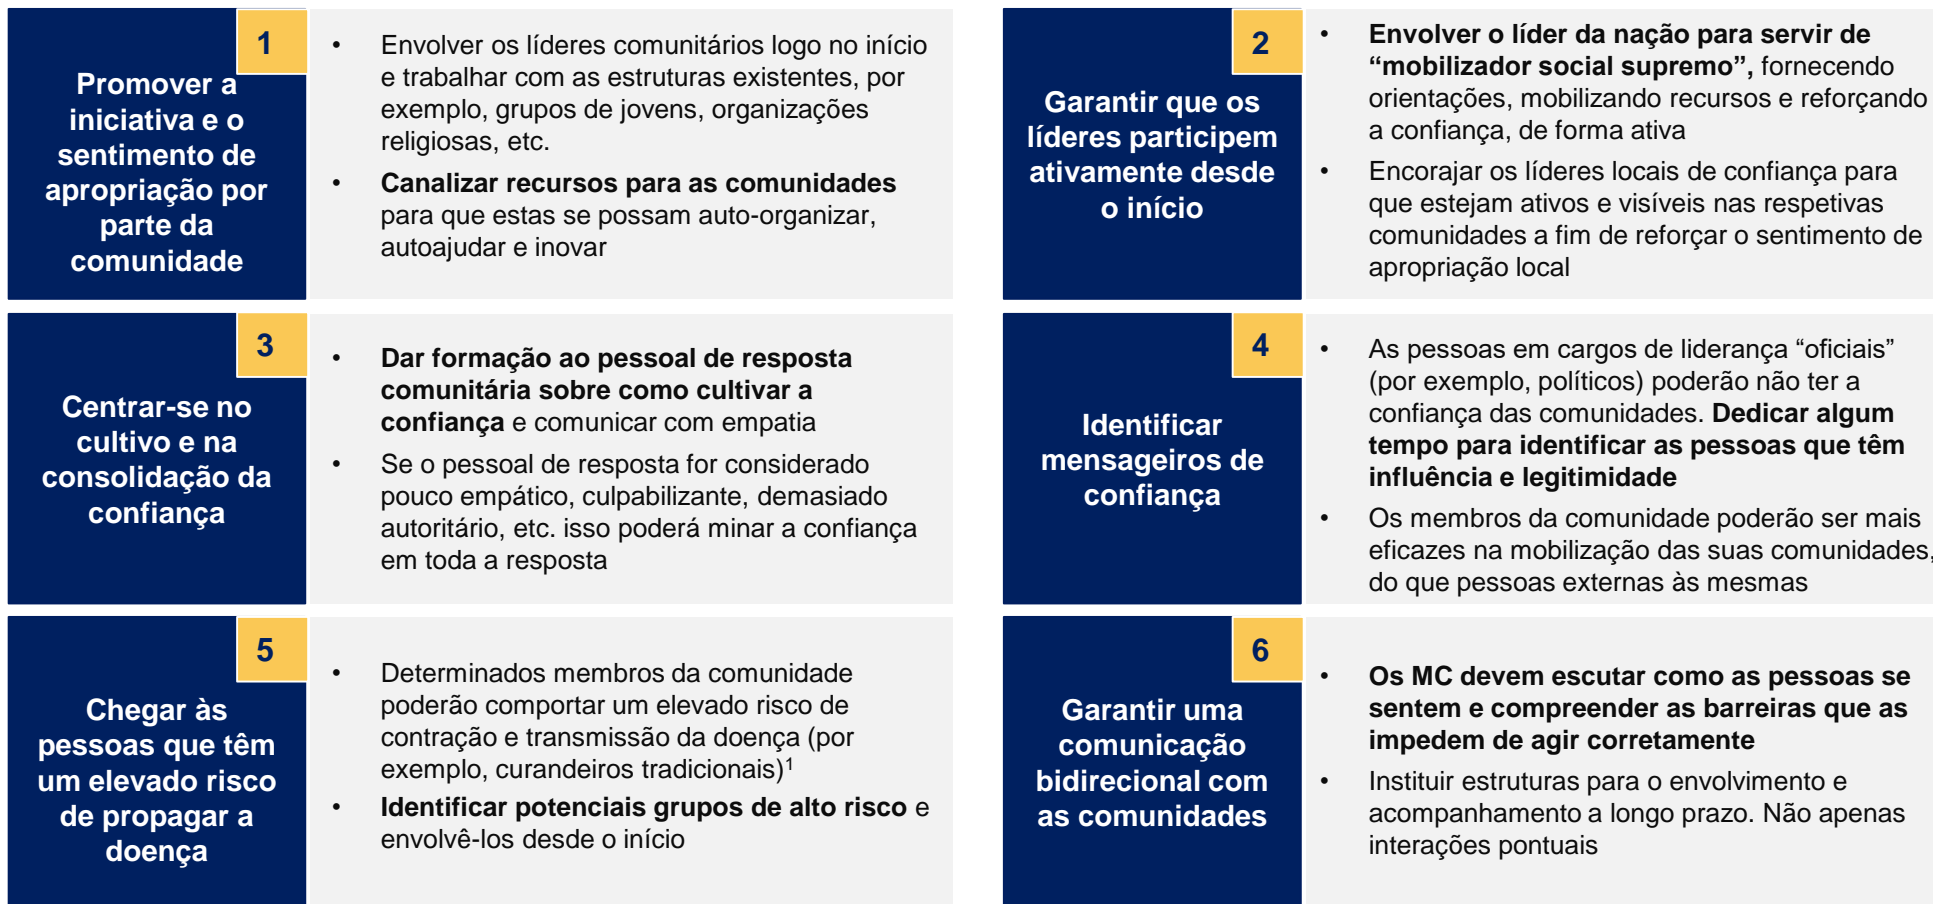 1
Promover a
iniciativa e o
sentimento de
apropriação por
parte da
comunidade
• Envolver os líderes comunitários logo no início
e trabalhar com as estruturas existentes, por
exemplo, grupos de jovens, organizações
religiosas, etc.
• Canalizar recursos para as comunidades
para que estas se possam auto-organizar,
autoajudar e inovar
2
Garantir que os
líderes participem
ativamente desde
o início
• Envolver o líder da nação para servir de
“mobilizador social supremo”, fornecendo
orientações, mobilizando recursos e reforçando
a confiança, de forma ativa
• Encorajar os líderes locais de confiança para
que estejam ativos e visíveis nas respetivas
comunidades a fim de reforçar o sentimento de
apropriação local
3
Centrar-se no
cultivo e na
consolidação da
confiança
• Dar formação ao pessoal de resposta
comunitária sobre como cultivar a
confiança e comunicar com empatia
• Se o pessoal de resposta for considerado
pouco empático, culpabilizante, demasiado
autoritário, etc. isso poderá minar a confiança
em toda a resposta
4
Identificar
mensageiros de
confiança
• As pessoas em cargos de liderança “oficiais”
(por exemplo, políticos) poderão não ter a
confiança das comunidades. Dedicar algum
tempo para identificar as pessoas que têm
influência e legitimidade
• Os membros da comunidade poderão ser mais
eficazes na mobilização das suas comunidades,
do que pessoas externas às mesmas
5
Chegar às
pessoas que têm
um elevado risco
de propagar a
doença
• Determinados membros da comunidade
poderão comportar um elevado risco de
contração e transmissão da doença (por
exemplo, curandeiros tradicionais)¹
• Identificar potenciais grupos de alto risco e
envolvê-los desde o início
6
Garantir uma
comunicação
bidirecional com
as comunidades
• Os MC devem escutar como as pessoas se
sentem e compreender as barreiras que as
impedem de agir corretamente
• Instituir estruturas para o envolvimento e
acompanhamento a longo prazo. Não apenas
interações pontuais